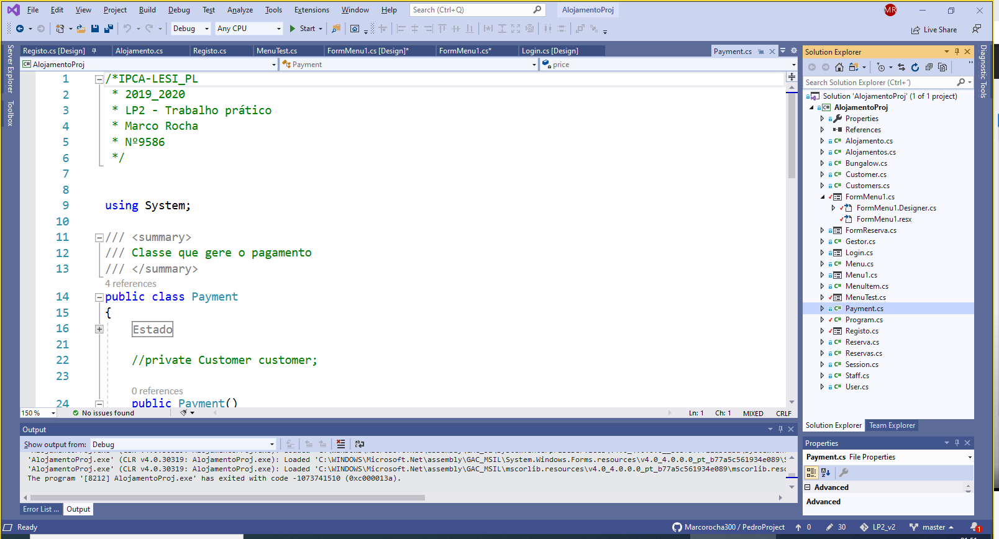 File Edit View Project Build Debug Test Analyze Tools Extensions Window Help Search (Ctrl+Q) AlojamentoProj MR
Debug Any CPU Start Live Share
Server Explorer
Toolbox
Registo.cs [Design] Alojamento.cs Registo.cs MenuTest.cs FormMenu1.cs [Design]* FormMenu1.cs* Login.cs [Design] Payment.cs
C# AlojamentoProj Payment price
1 /*IPCA-LESI_PL
2 * 2019_2020
3 * LP2 - Trabalho prático
4 * Marco Rocha
5 * Nº9586
6 */
7
8
9 using System;
10
11 /// <summary>
12 /// Classe que gere o pagamento
13 /// </summary>
4 references
14 public class Payment
15 {
16 Estado
21
22 //private Customer customer;
23
0 references
24 public Payment()
150 % No issues found Ln: 1 Ch: 1 MIXED CRLF
Output
Show output from: Debug
'AlojamentoProj.exe' (CLR v4.0.30319: AlojamentoProj.exe): Loaded 'C:\WINDOWS\Microsoft.Net\assembly\GAC_MSIL\System.Windows.Forms.resources\v4.0_4.0.0.0_pt_b77a5c561934e089\S
'AlojamentoProj.exe' (CLR v4.0.30319: AlojamentoProj.exe): Loaded 'C:\WINDOWS\Microsoft.Net\assembly\GAC_MSIL\mscorlib.resources\v4.0_4.0.0.0_pt_b77a5c561934e089\mscorlib.resc
The program '[8212] AlojamentoProj.exe' has exited with code -1073741510 (0xc000013a).
Error List ... Output
Solution Explorer
Search Solution Explorer (Ctrl+´)
Solution 'AlojamentoProj' (1 of 1 project)
C# AlojamentoProj
Properties
References
C# Alojamento.cs
C# Alojamentos.cs
C# Bungalow.cs
C# Customer.cs
C# Customers.cs
FormMenu1.cs
FormMenu1.Designer.cs
FormMenu1.resx
FormReserva.cs
C# Gestor.cs
Login.cs
C# Menu.cs
Menu1.cs
C# MenuItem.cs
MenuTest.cs
C# Payment.cs
C# Program.cs
Registo.cs
C# Reserva.cs
C# Reservas.cs
C# Session.cs
C# Staff.cs
C# User.cs
Solution Explorer Team Explorer
Properties
Payment.cs File Properties
Advanced
Advanced
Diagnostic Tools
Ready Marcorocha300 / PedroProject 0 30 LP2_v2 master 1